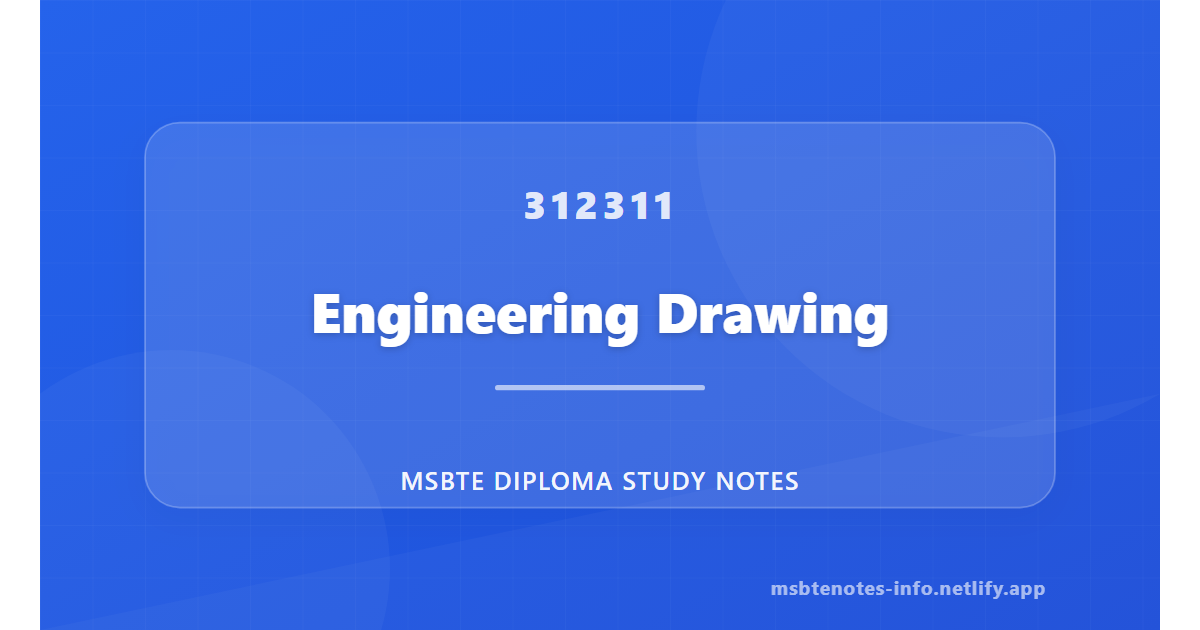 312311
Engineering Drawing
MSBTE DIPLOMA STUDY NOTES
msbtenotes-info.netlify.app